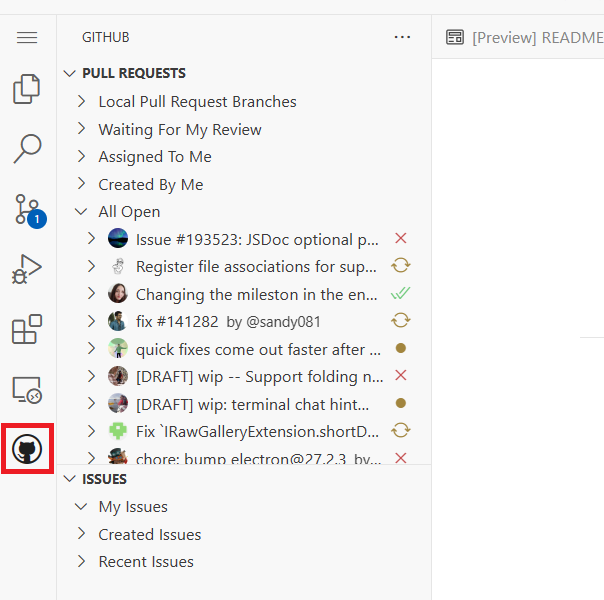 GITHUB
[Preview] README
PULL REQUESTS
Local Pull Request Branches
Waiting For My Review
Assigned To Me
Created By Me
All Open
Issue #193523: JSDoc optional p...
Register file associations for sup...
Changing the mileston in the en...
fix #141282 by @sandy081
quick fixes come out faster after ...
[DRAFT] wip -- Support folding n...
[DRAFT] wip: terminal chat hint...
Fix `IRawGalleryExtension.shortD...
chore: bump electron@27.2.3 by...
1
ISSUES
My Issues
Created Issues
Recent Issues